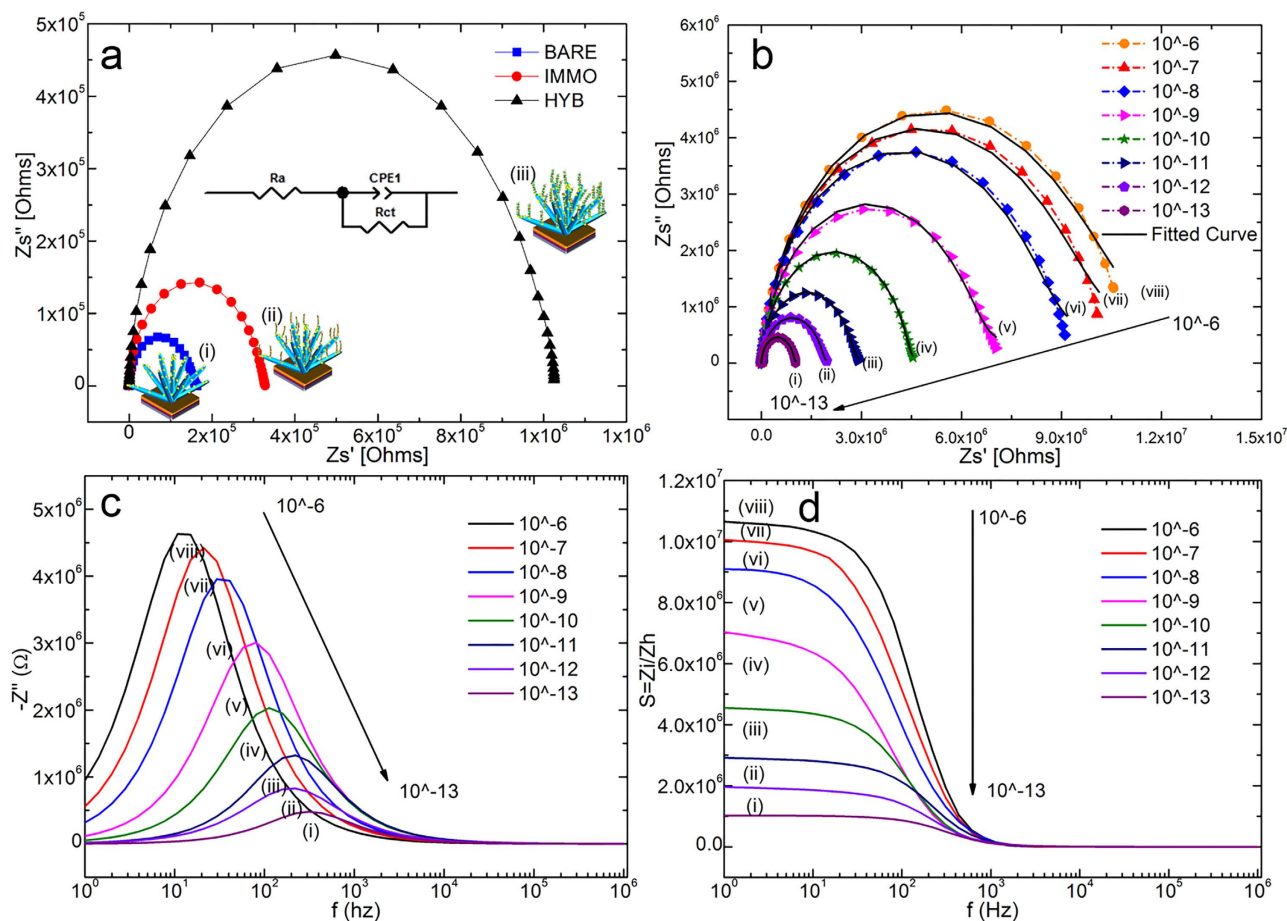 a
BARE
IMMO
HYB
Ra
CPE1
Rct
(i)
(ii)
(iii)
5x10^5
4x10^5
3x10^5
2x10^5
1x10^5
0
Zs'' [Ohms]
0 2x10^5 4x10^5 6x10^5 8x10^5 1x10^6 1x10^6
Zs' [Ohms]
b
10^-6
10^-7
10^-8
10^-9
10^-10
10^-11
10^-12
10^-13
Fitted Curve
(i)
(ii)
(iii)
(iv)
(v)
(vi)
(vii)
(viii)
10^-6
10^-13
6x10^6
5x10^6
4x10^6
3x10^6
2x10^6
1x10^6
0
Zs'' [Ohms]
0.0 3.0x10^6 6.0x10^6 9.0x10^6 1.2x10^7 1.5x10^7
Zs' [Ohms]
c
10^-6
10^-13
10^-6
10^-7
10^-8
10^-9
10^-10
10^-11
10^-12
10^-13
(viii)
(vii)
(vi)
(v)
(iv)
(iii)
(ii)
(i)
5x10^6
4x10^6
3x10^6
2x10^6
1x10^6
0
-Z'' (Ω)
10^0 10^1 10^2 10^3 10^4 10^5 10^6
f (hz)
d
10^-6
10^-13
10^-6
10^-7
10^-8
10^-9
10^-10
10^-11
10^-12
10^-13
(viii)
(vii)
(vi)
(v)
(iv)
(iii)
(ii)
(i)
1.2x10^7
1.0x10^7
8.0x10^6
6.0x10^6
4.0x10^6
2.0x10^6
0.0
S=Zi/Zh
10^0 10^1 10^2 10^3 10^4 10^5 10^6
f (Hz)